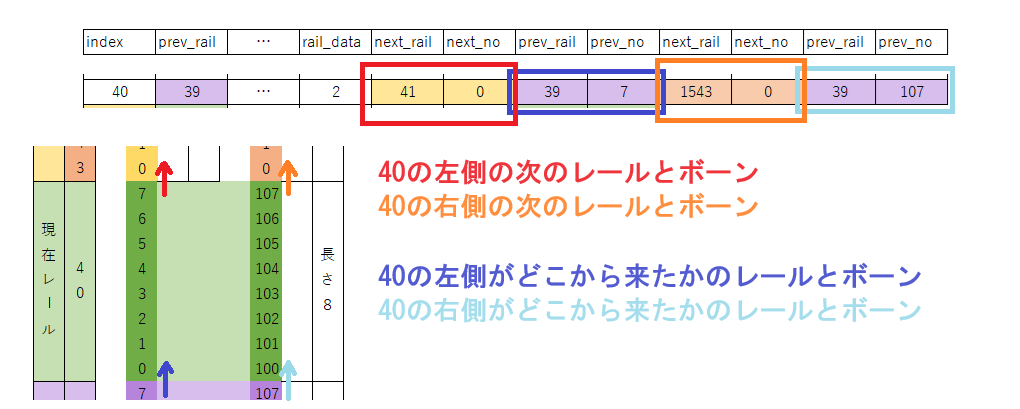 index prev_rail … rail_data next_rail next_no prev_rail prev_no next_rail next_no prev_rail prev_no
40 39 … 2 41 0 39 7 1543 0 39 107
3 0 0
40の左側の次のレールとボーン
40の右側の次のレールとボーン
40の左側がどこから来たかのレールとボーン
40の右側がどこから来たかのレールとボーン
現在レール
40
7 107
6 106
5 105
4 104
3 103
2 102
1 101
0 100
長さ8
7 107